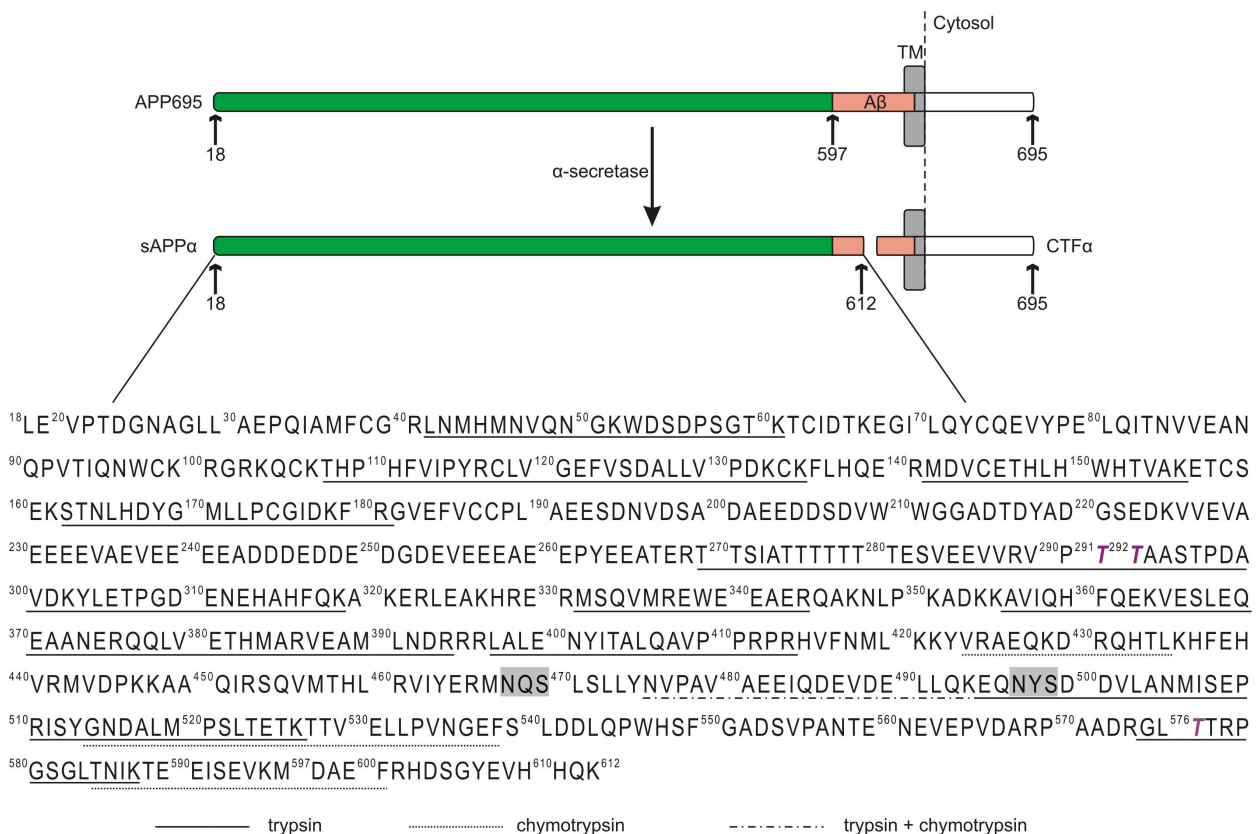 Cytosol
TM
APP695
Aβ
18
597
695
α-secretase
sAPPα
CTFα
18
612
695
¹⁸LE²⁰VPTDGNAGLL³⁰AEPQIAMFCG⁴⁰RLNMHMNVQN⁵⁰GKWDSDPSGT⁶⁰KTCIDTKEGI⁷⁰LQYCQEVYPE⁸⁰LQITNVVEAN
⁹⁰QPVTIQNWCK¹⁰⁰RGRKQCKTHP¹¹⁰HFVIPYRCLV¹²⁰GEFVSDALLV¹³⁰PDKCKFLHQE¹⁴⁰RMDVCETHLH¹⁵⁰WHTVAKETCS
¹⁶⁰EKSTNLHDYG¹⁷⁰MLLPCGIDKF¹⁸⁰RGVEFVCCPL¹⁹⁰AEESDNVDSA²⁰⁰DAEEDDSDVW²¹⁰WGGADTDYAD²²⁰GSEDKVVEVA
²³⁰EEEEVAEVEE²⁴⁰EEADDDEDDE²⁵⁰DGDEVEEEAE²⁶⁰EPYEEATERT²⁷⁰TSIATTTTTT²⁸⁰TESVEEVVRV²⁹⁰P²⁹¹T²⁹²TAASTPDA
³⁰⁰VDKYLETPGD³¹⁰ENEHAHFQKA³²⁰KERLEAKHRE³³⁰RMSQVMREWE³⁴⁰EAERQAKNLP³⁵⁰KADKKAVIQH³⁶⁰FQEKVESLEQ
³⁷⁰EAANERQQLV³⁸⁰ETHMARVEAM³⁹⁰LNDRRRLALE⁴⁰⁰NYITALQAVP⁴¹⁰PRPRHVFNML⁴²⁰KKYVRAEQKD⁴³⁰RQHTLKHFEH
⁴⁴⁰VRMVDPKKAA⁴⁵⁰QIRSQVMTHL⁴⁶⁰RVIYERMNQS⁴⁷⁰LSLLYNVPAV⁴⁸⁰AEEIQDEVDE⁴⁹⁰LLQKEQNYSD⁵⁰⁰DVLANMISEP
⁵¹⁰RISYGNDALM⁵²⁰PSLTETKTTV⁵³⁰ELLPVNGEFS⁵⁴⁰LDDLQPWHSF⁵⁵⁰GADSVPANTE⁵⁶⁰NEVEPVDARP⁵⁷⁰AADRGL⁵⁷⁶TTRP
⁵⁸⁰GSGLTNIKTE⁵⁹⁰EISEVKM⁵⁹⁷DAE⁶⁰⁰FRHDSGYEVH⁶¹⁰HQK⁶¹²
trypsin
chymotrypsin
trypsin + chymotrypsin